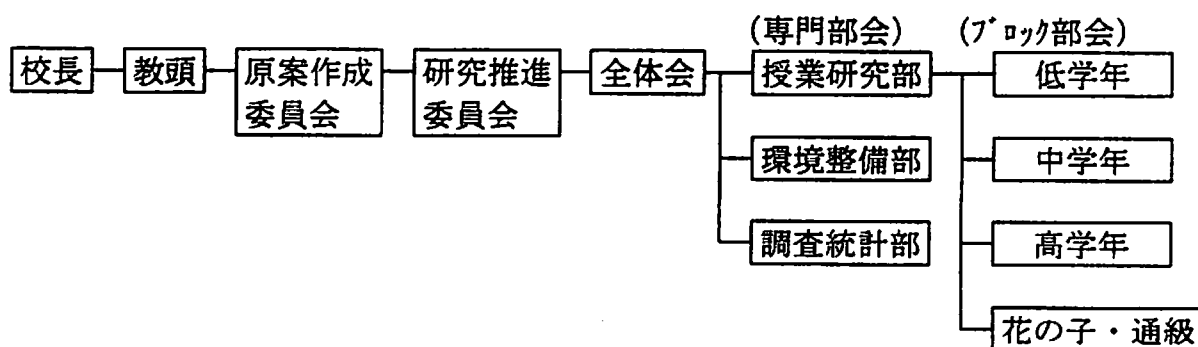 (専門部会)
(ブロック部会)
校長
教頭
原案作成
委員会
研究推進
委員会
全体会
授業研究部
低学年
環境整備部
中学年
調査統計部
高学年
花の子・通級